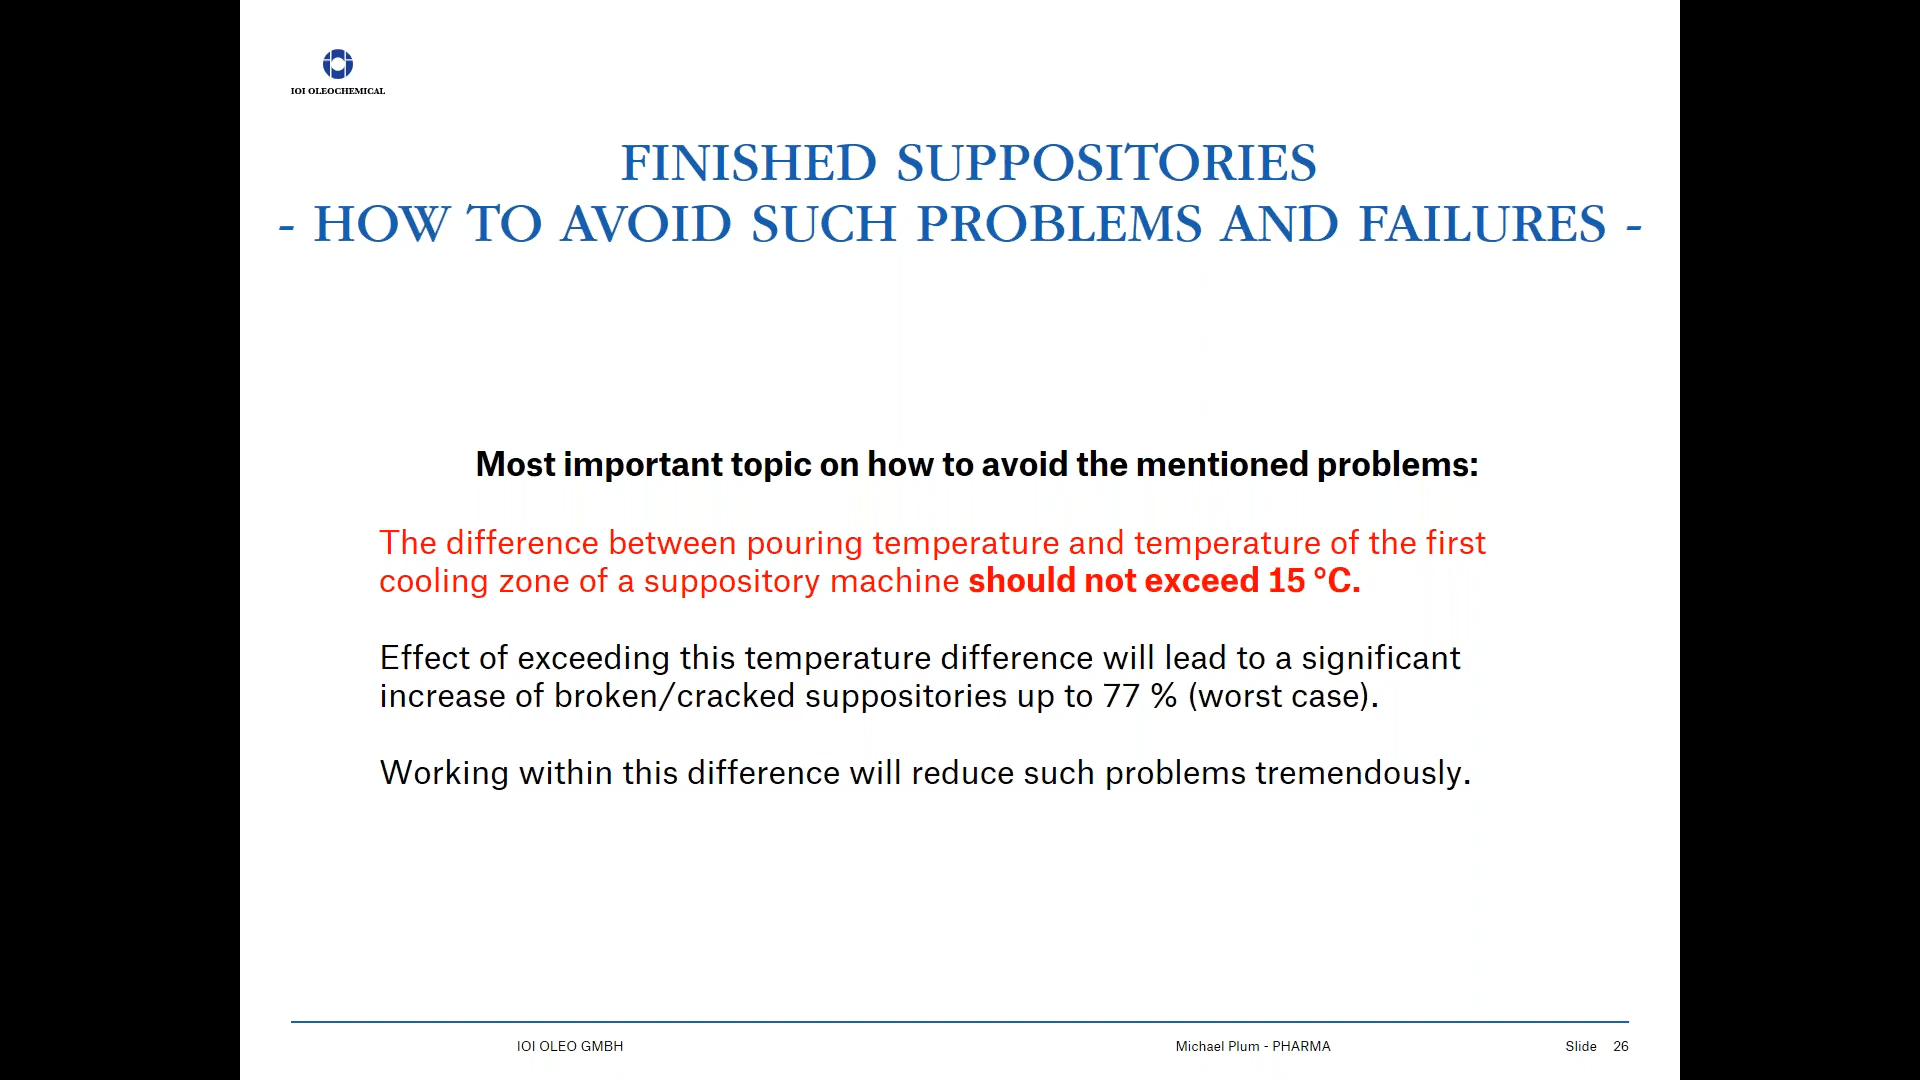 IOI OLEOCHEMICAL
FINISHED SUPPOSITORIES
- HOW TO AVOID SUCH PROBLEMS AND FAILURES -
Most important topic on how to avoid the mentioned problems:
The difference between pouring temperature and temperature of the first
cooling zone of a suppository machine should not exceed 15 °C.
Effect of exceeding this temperature difference will lead to a significant
increase of broken/cracked suppositories up to 77 % (worst case).
Working within this difference will reduce such problems tremendously.
IOI OLEO GMBH
Michael Plum - PHARMA
Slide 26